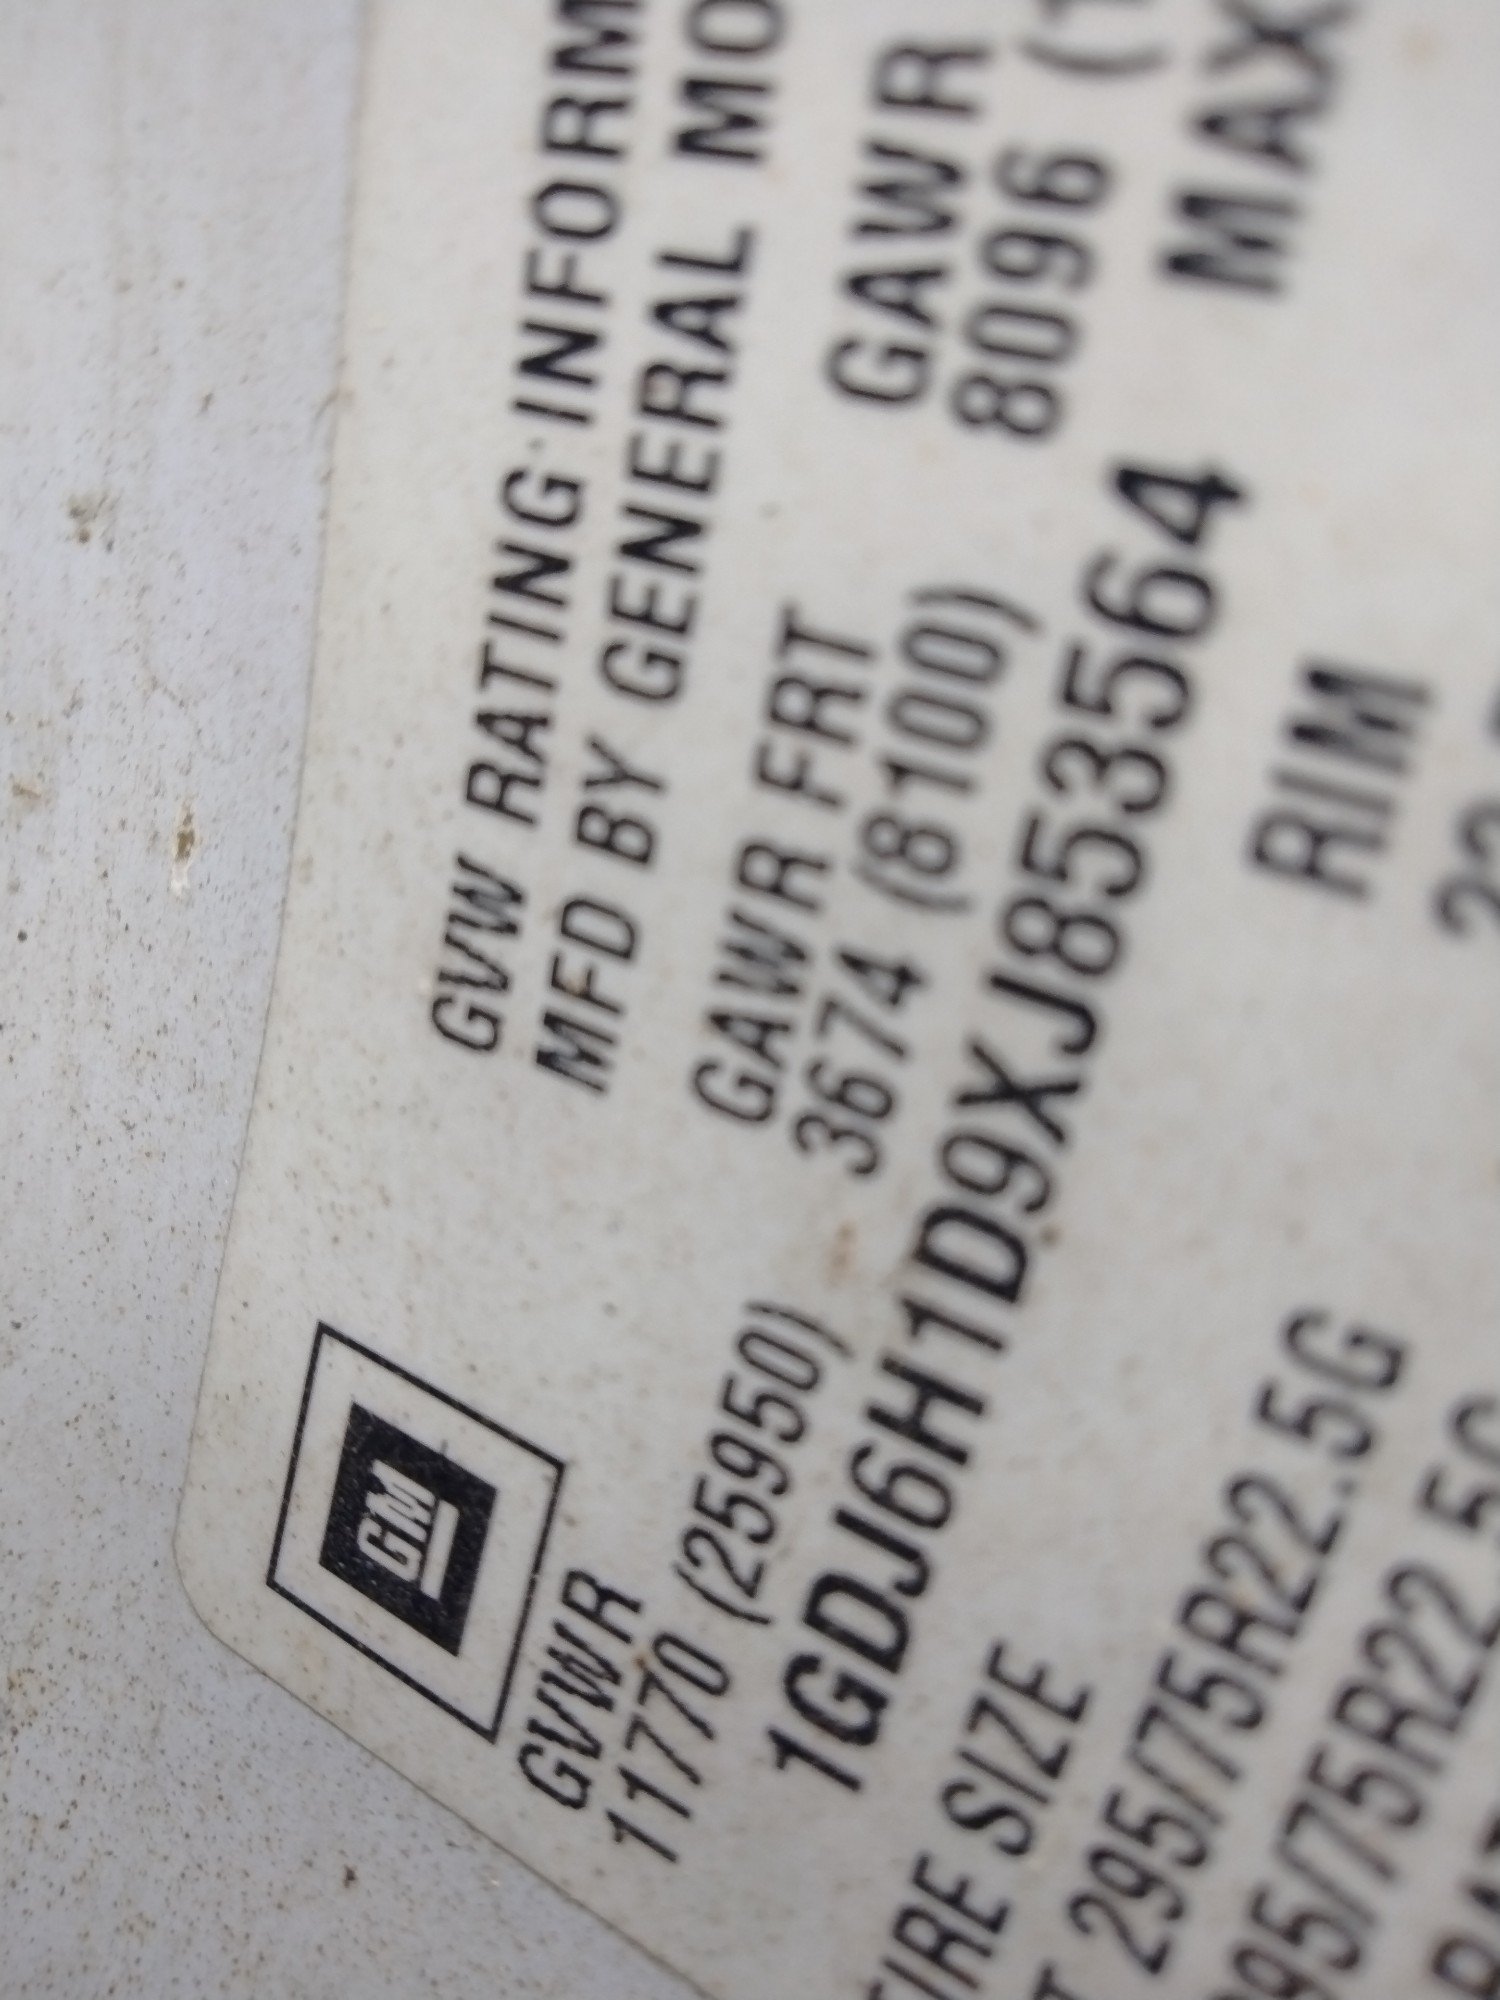 GM
GVW RATING INFORM
MFD BY GENERAL MO
GVWR GAWR FRT GAWR
11770 (25950) 3674 (8100) 8096 (1
1GDJ6H1D9XJ853564 MAX
TIRE SIZE RIM
295/75R22.5G
295/75R22.5G